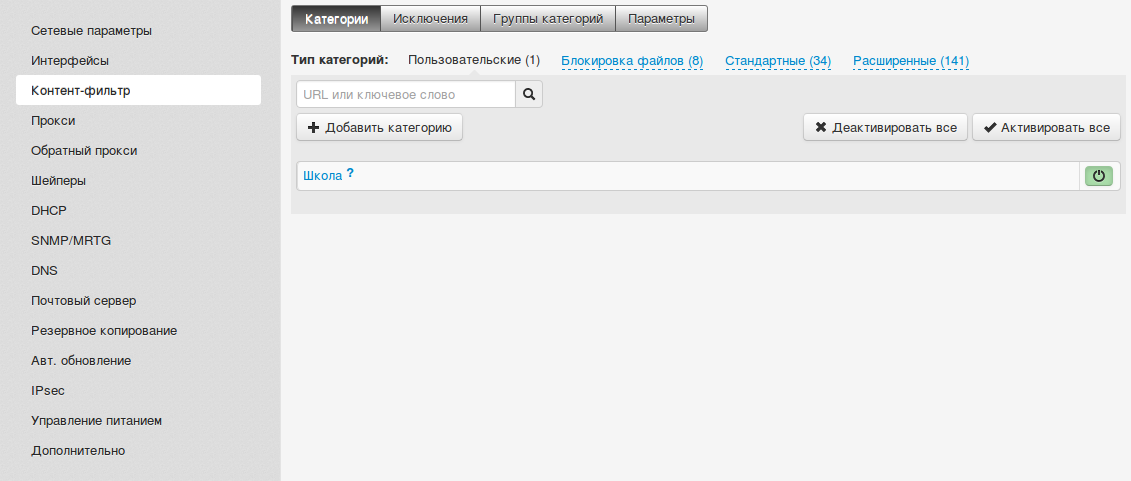 Сетевые параметры
Интерфейсы
Контент-фильтр
Прокси
Обратный прокси
Шейперы
DHCP
SNMP/MRTG
DNS
Почтовый сервер
Резервное копирование
Авт. обновление
IPsec
Управление питанием
Дополнительно
Категории Исключения Группы категорий Параметры
Тип категорий: Пользовательские (1) Блокировка файлов (8) Стандартные (34) Расширенные (141)
URL или ключевое слово
Добавить категорию Деактивировать все Активировать все
Школа ?